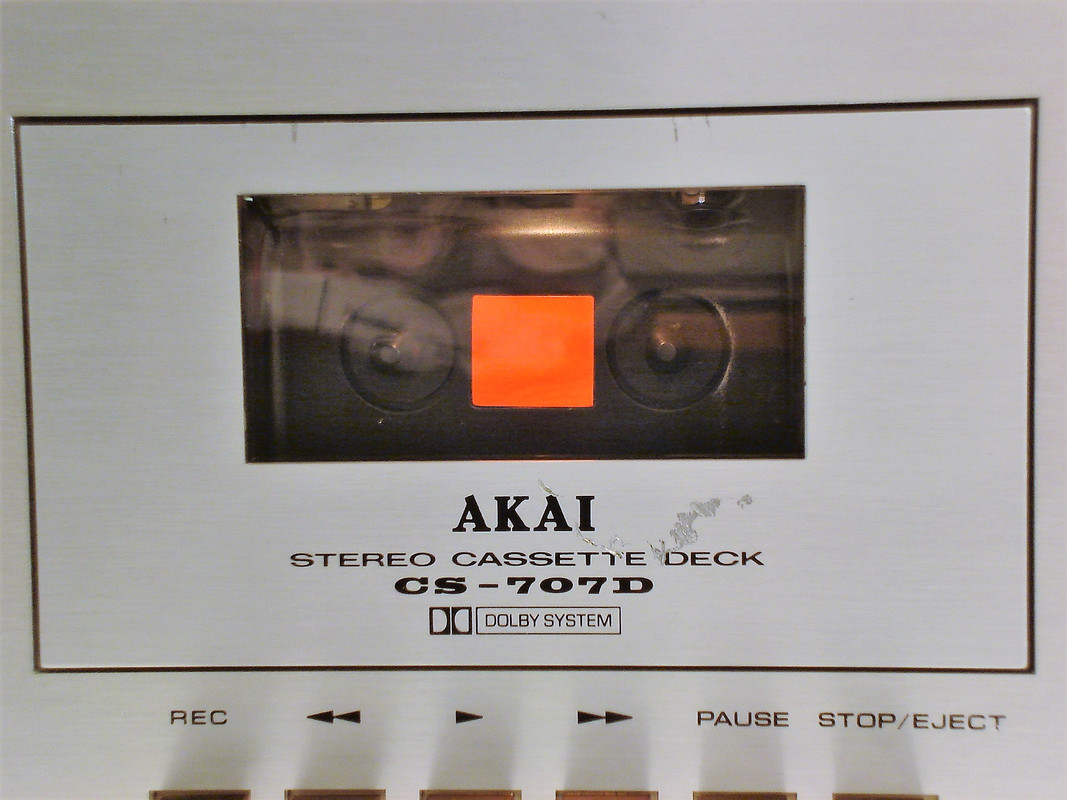 AKAI
STEREO CASSETTE DECK
CS-707D
DOLBY SYSTEM
REC PAUSE STOP/EJECT